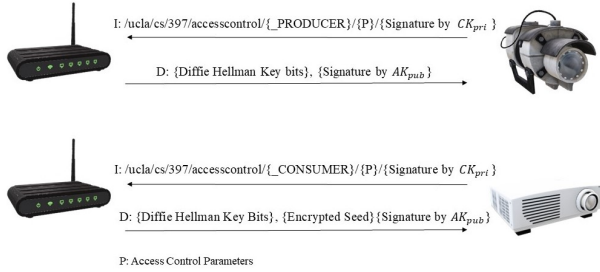 I: /ucla/cs/397/accesscontrol/{_PRODUCER}/{P}/{Signature by CK_pri }
D: {Diffie Hellman Key bits}, {Signature by AK_pub}
I: /ucla/cs/397/accesscontrol/{_CONSUMER}/{P}/{Signature by CK_pri }
D: {Diffie Hellman Key Bits}, {Encrypted Seed}{Signature by AK_pub}
P: Access Control Parameters